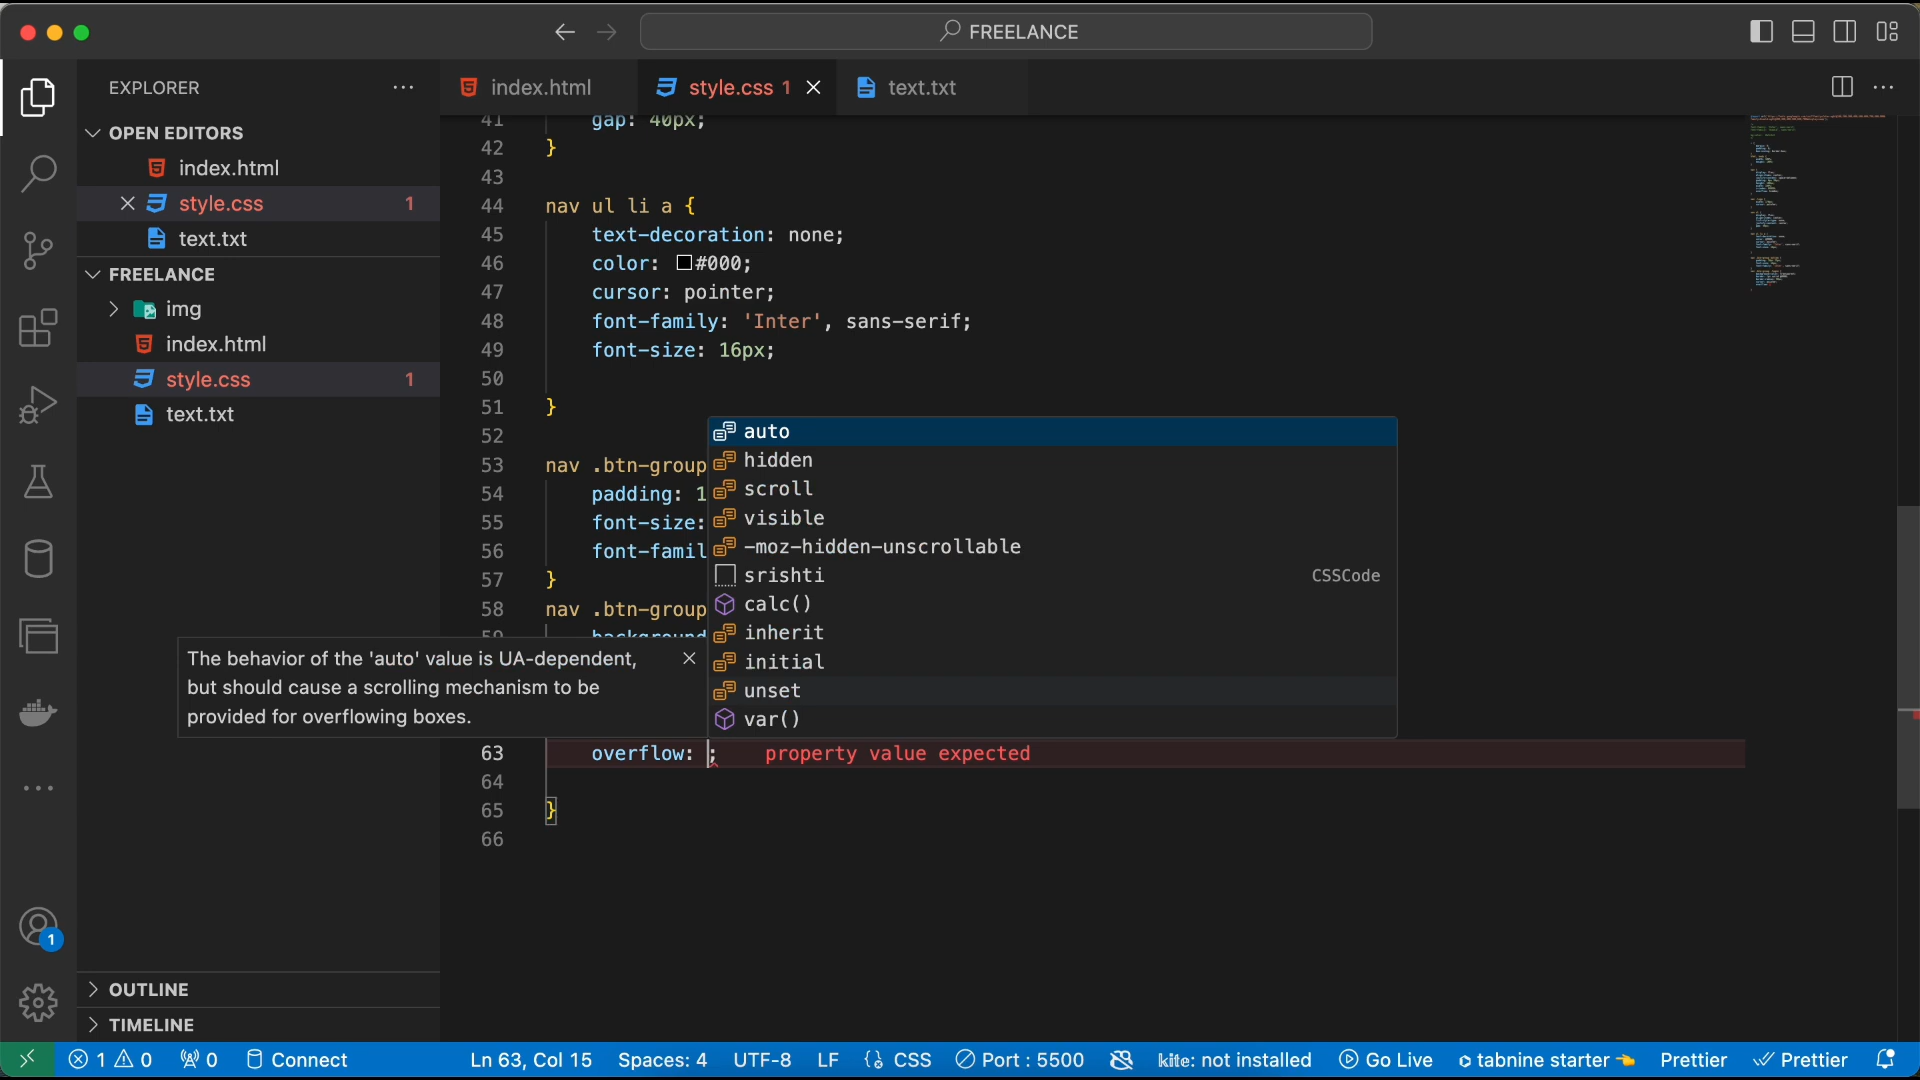 FREELANCE
EXPLORER
index.html
style.css 1
text.txt
OPEN EDITORS
index.html
style.css 1
text.txt
FREELANCE
img
index.html
style.css 1
text.txt
41 gap: 40px;
42 }
43
44 nav ul li a {
45 text-decoration: none;
46 color: #000;
47 cursor: pointer;
48 font-family: 'Inter', sans-serif;
49 font-size: 16px;
50
51 }
52
53 nav .btn-group
54 padding: 1
55 font-size:
56 font-famil
57 }
58 nav .btn-group
59 background
auto
hidden
scroll
visible
-moz-hidden-unscrollable
srishti CSSCode
calc()
inherit
initial
unset
var()
The behavior of the 'auto' value is UA-dependent,
but should cause a scrolling mechanism to be
provided for overflowing boxes.
63 overflow: ; property value expected
64
65 }
66
1
OUTLINE
TIMELINE
1 0 0 Connect Ln 63, Col 15 Spaces: 4 UTF-8 LF {} CSS Port : 5500 kite: not installed Go Live tabnine starter Prettier Prettier